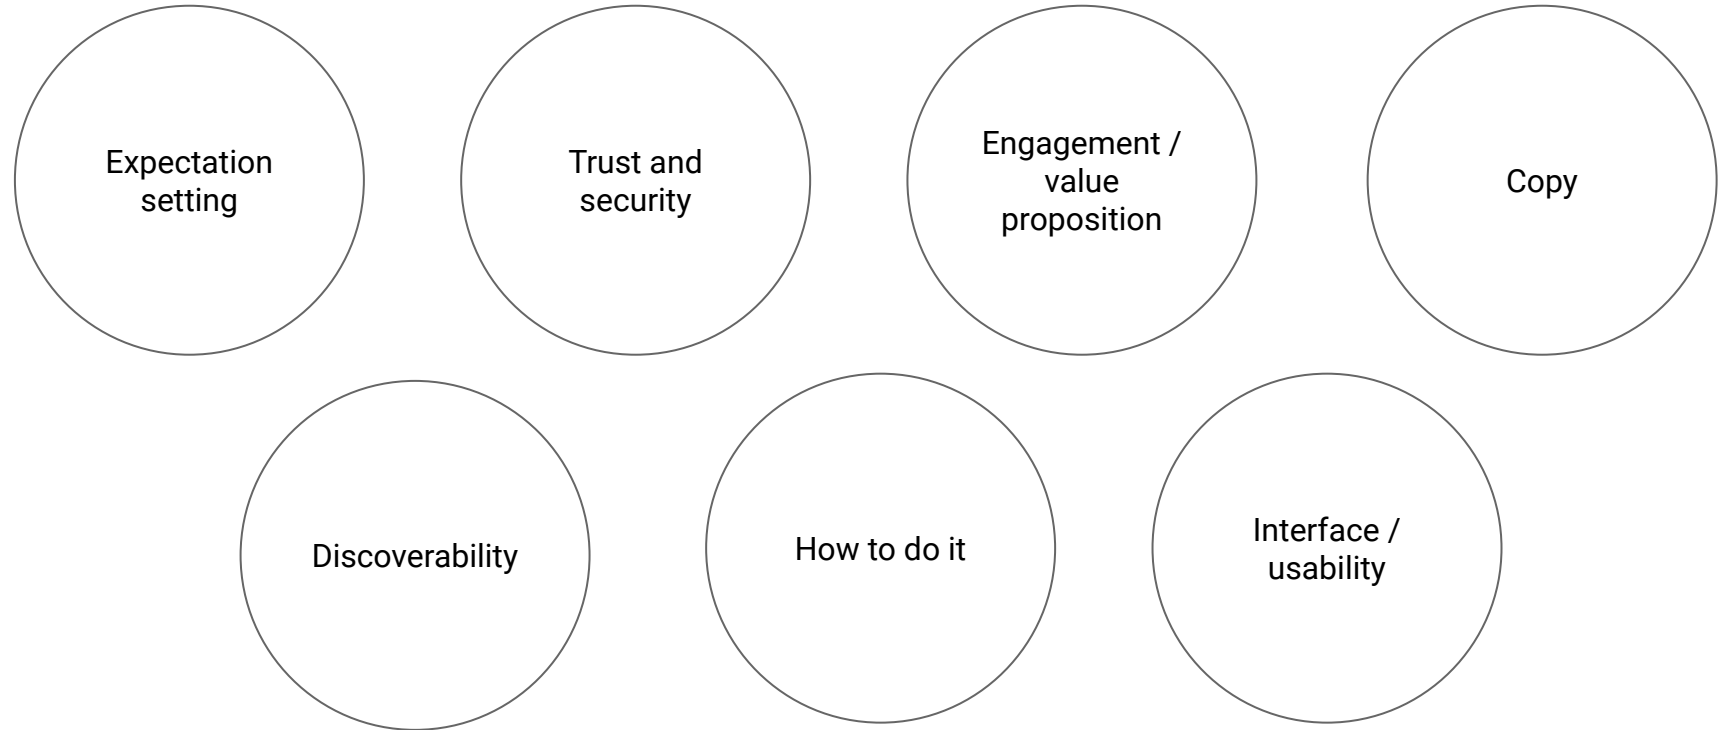 Expectation
setting
Trust and
security
Engagement /
value
proposition
Copy
Discoverability
How to do it
Interface /
usability